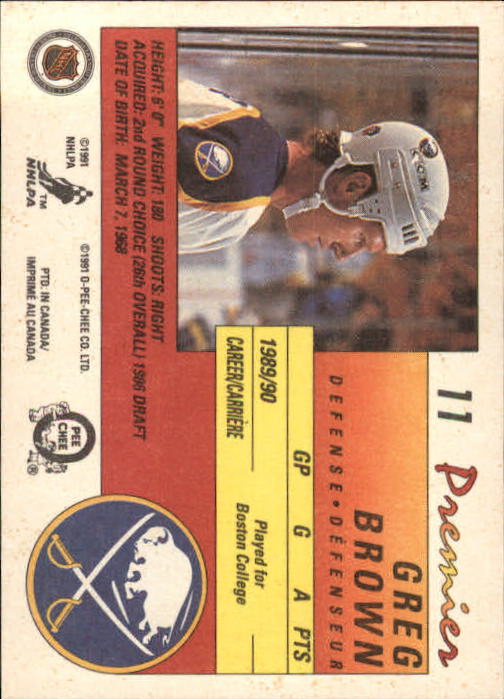 11 Premier
GREG
BROWN
DEFENSE • DÉFENSEUR
GP G A PTS
1989/90 Played for
CAREER/CARRIÈRE Boston College
HEIGHT: 6' 0" WEIGHT: 180 SHOOTS: RIGHT
ACQUIRED: 2nd ROUND CHOICE (26th OVERALL) 1986 DRAFT
DATE OF BIRTH: MARCH 7, 1968
NHL
©1991
NHLPA
NHLPA™
©1991 O-PEE-CHEE CO. LTD.
PTD. IN CANADA/
IMPRIMÉ AU CANADA
O PEE CHEE ®